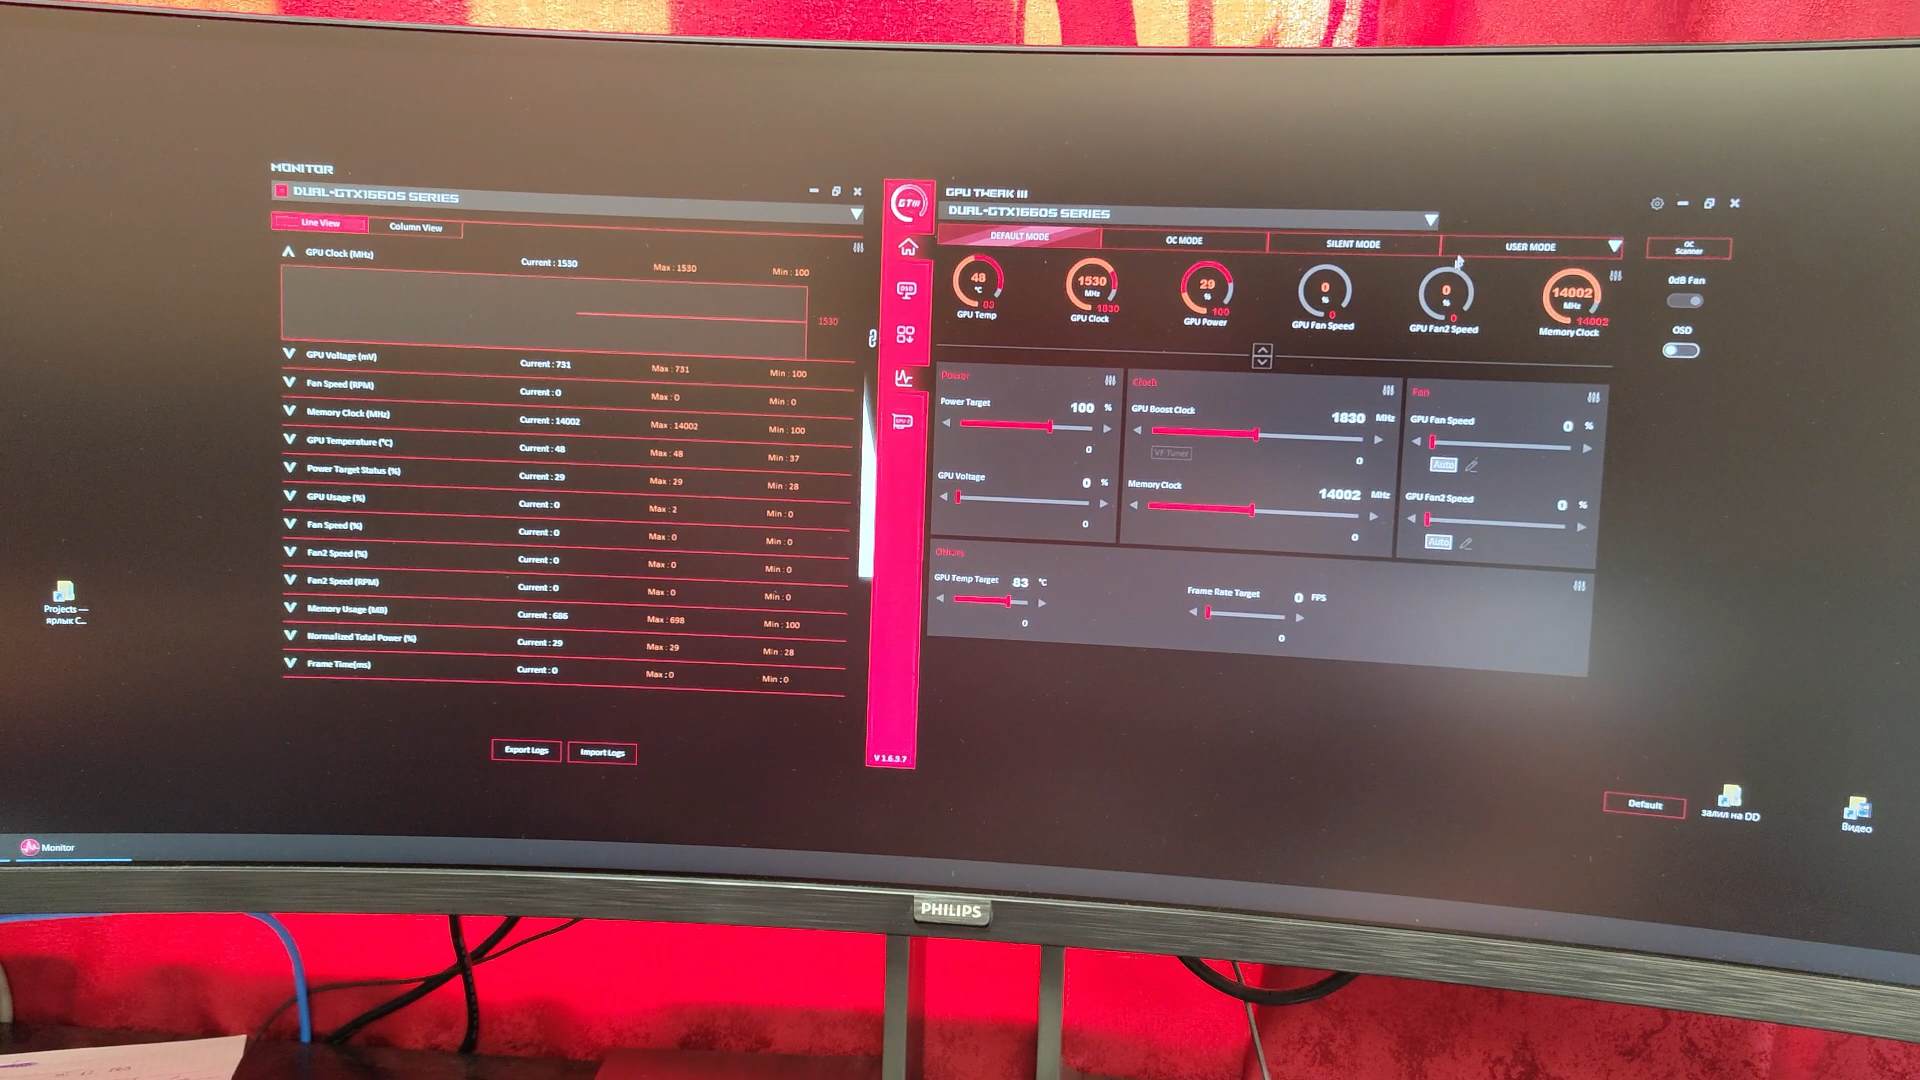 MONITOR
DUAL-GTX1660S SERIES
Line View
Column View
GPU Clock (MHz)
Current : 1530
Max : 1530
Min : 100
1530
GPU Voltage (mV)
Current : 731
Max : 731
Min : 100
Fan Speed (RPM)
Current : 0
Max : 0
Min : 0
Memory Clock (MHz)
Current : 14002
Max : 14002
Min : 100
GPU Temperature (°C)
Current : 48
Max : 48
Min : 37
Power Target Status (%)
Current : 29
Max : 29
Min : 28
GPU Usage (%)
Current : 0
Max : 2
Min : 0
Fan Speed (%)
Current : 0
Max : 0
Min : 0
Fan2 Speed (%)
Current : 0
Max : 0
Min : 0
Fan2 Speed (RPM)
Current : 0
Max : 0
Min : 0
Memory Usage (MB)
Current : 686
Max : 698
Min : 100
Normalized Total Power (%)
Current : 29
Max : 29
Min : 28
Frame Time(ms)
Current : 0
Max : 0
Min : 0
Export Logs
Import Logs
GTIII
OSD
GPU-Z
V 1.6.3.7
GPU TWEAK III
DUAL-GTX1660S SERIES
DEFAULT MODE
OC MODE
SILENT MODE
USER MODE
OC
Scanner
48
°C
83
GPU Temp
1530
MHz
1830
GPU Clock
29
%
100
GPU Power
0
%
0
GPU Fan Speed
0
%
0
GPU Fan2 Speed
14002
MHz
14002
Memory Clock
0dB Fan
OSD
Power
Power Target
100 %
0
GPU Voltage
0 %
0
Clock
GPU Boost Clock
1830 MHz
VF Tuner
0
Memory Clock
14002 MHz
0
Fan
GPU Fan Speed
0 %
Auto
GPU Fan2 Speed
0 %
Auto
Others
GPU Temp Target
83 °C
0
Frame Rate Target
0 FPS
0
Default
Projects —
ярлык C...
залил на DD
Видео
Monitor
PHILIPS